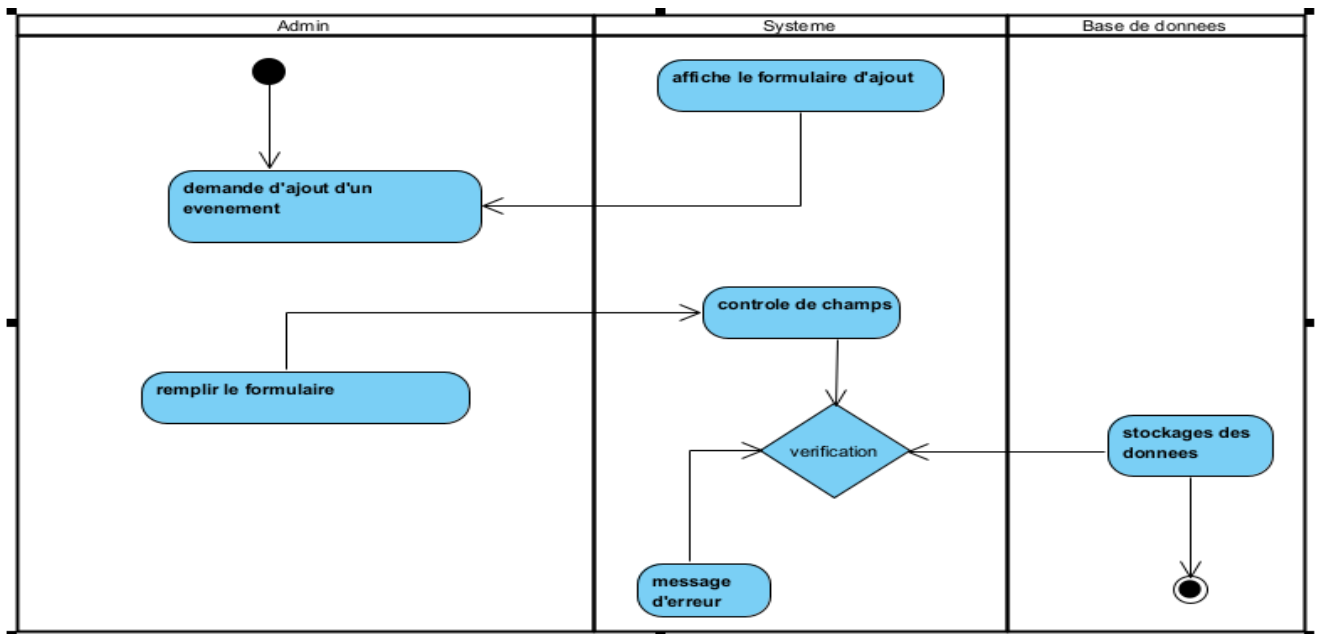 Admin
Systeme
Base de donnees
affiche le formulaire d'ajout
demande d'ajout d'un
evenement
controle de champs
remplir le formulaire
stockages des
donnees
verification
message
d'erreur